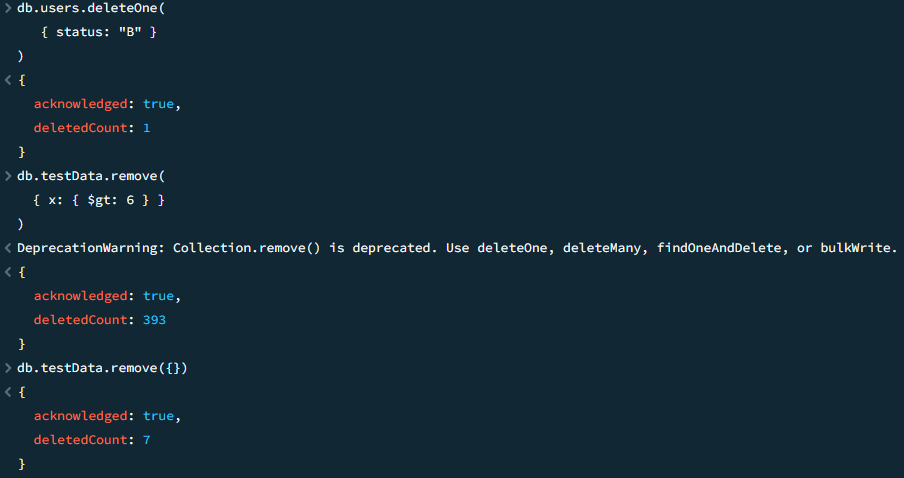 > db.users.deleteOne(
{ status: "B" }
)
< {
acknowledged: true,
deletedCount: 1
}
> db.testData.remove(
{ x: { $gt: 6 } }
)
< DeprecationWarning: Collection.remove() is deprecated. Use deleteOne, deleteMany, findOneAndDelete, or bulkWrite.
< {
acknowledged: true,
deletedCount: 393
}
> db.testData.remove({})
< {
acknowledged: true,
deletedCount: 7
}